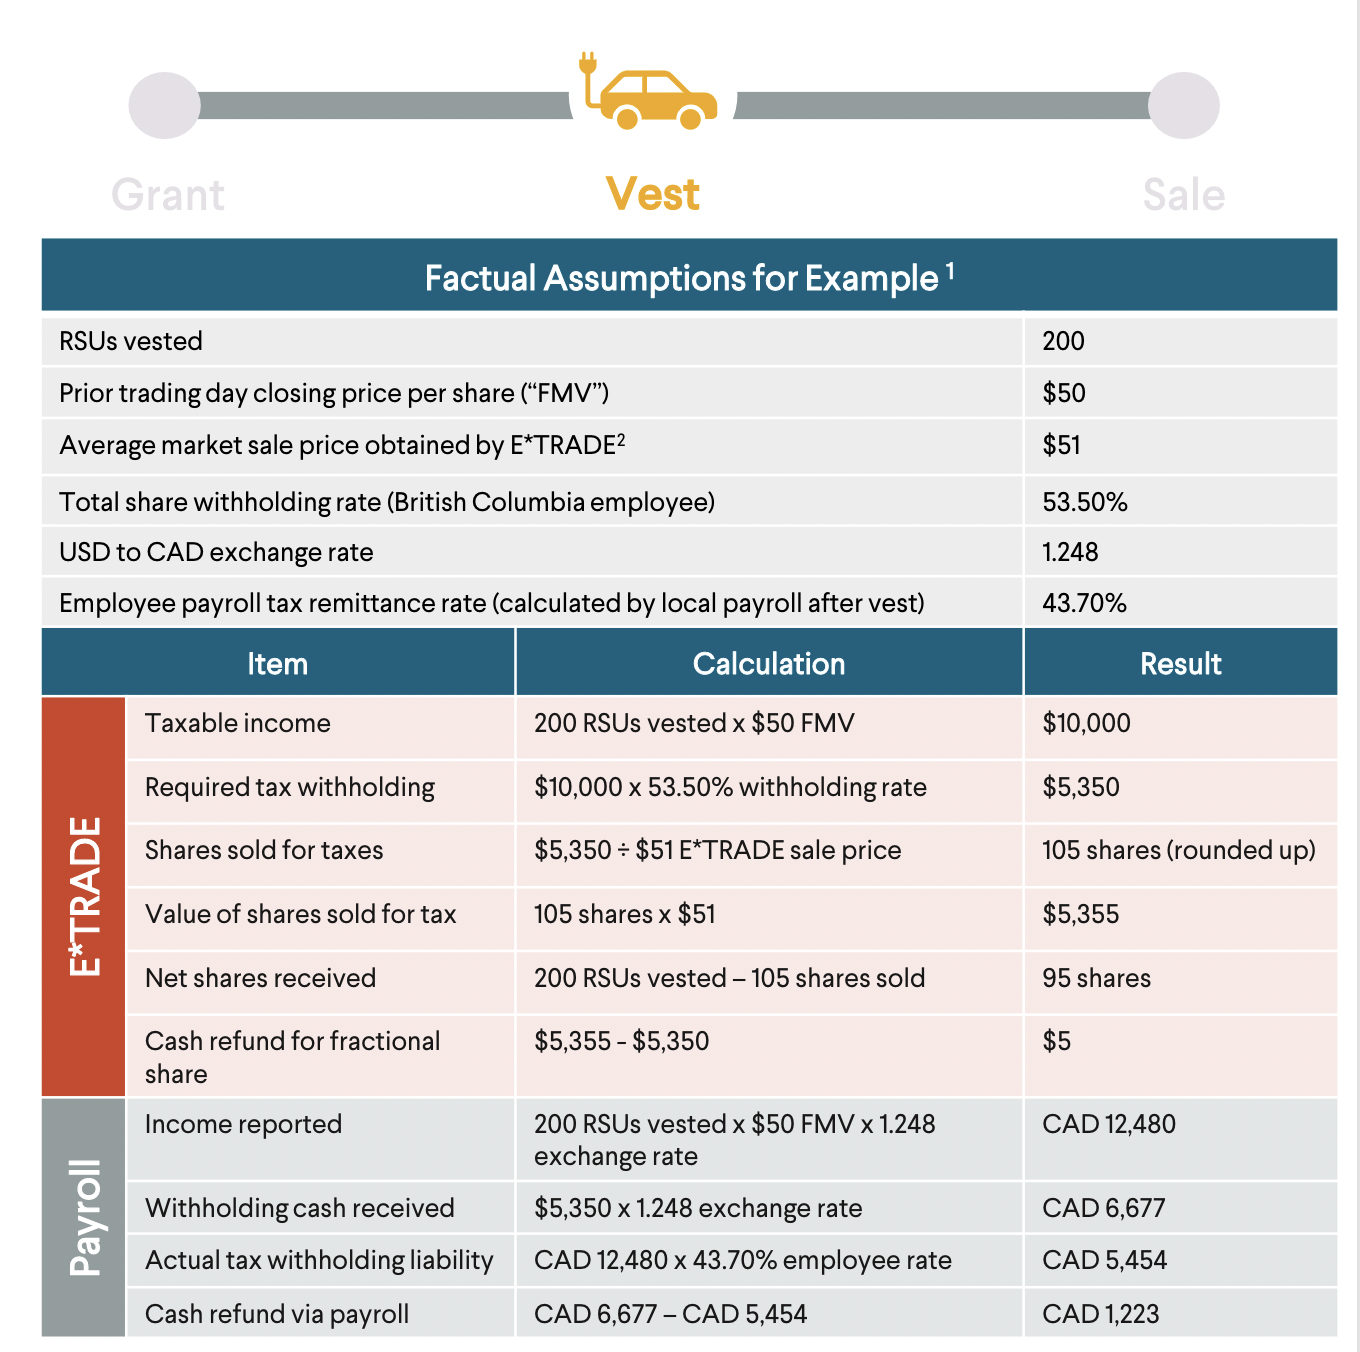 Grant
Vest
Sale
Factual Assumptions for Example ¹
RSUs vested 200
Prior trading day closing price per share (“FMV”) $50
Average market sale price obtained by E*TRADE² $51
Total share withholding rate (British Columbia employee) 53.50%
USD to CAD exchange rate 1.248
Employee payroll tax remittance rate (calculated by local payroll after vest) 43.70%
Item Calculation Result
E*TRADE
Taxable income 200 RSUs vested x $50 FMV $10,000
Required tax withholding $10,000 x 53.50% withholding rate $5,350
Shares sold for taxes $5,350 ÷ $51 E*TRADE sale price 105 shares (rounded up)
Value of shares sold for tax 105 shares x $51 $5,355
Net shares received 200 RSUs vested – 105 shares sold 95 shares
Cash refund for fractional $5,355 - $5,350 $5
share
Payroll
Income reported 200 RSUs vested x $50 FMV x 1.248 CAD 12,480
exchange rate
Withholding cash received $5,350 x 1.248 exchange rate CAD 6,677
Actual tax withholding liability CAD 12,480 x 43.70% employee rate CAD 5,454
Cash refund via payroll CAD 6,677 – CAD 5,454 CAD 1,223